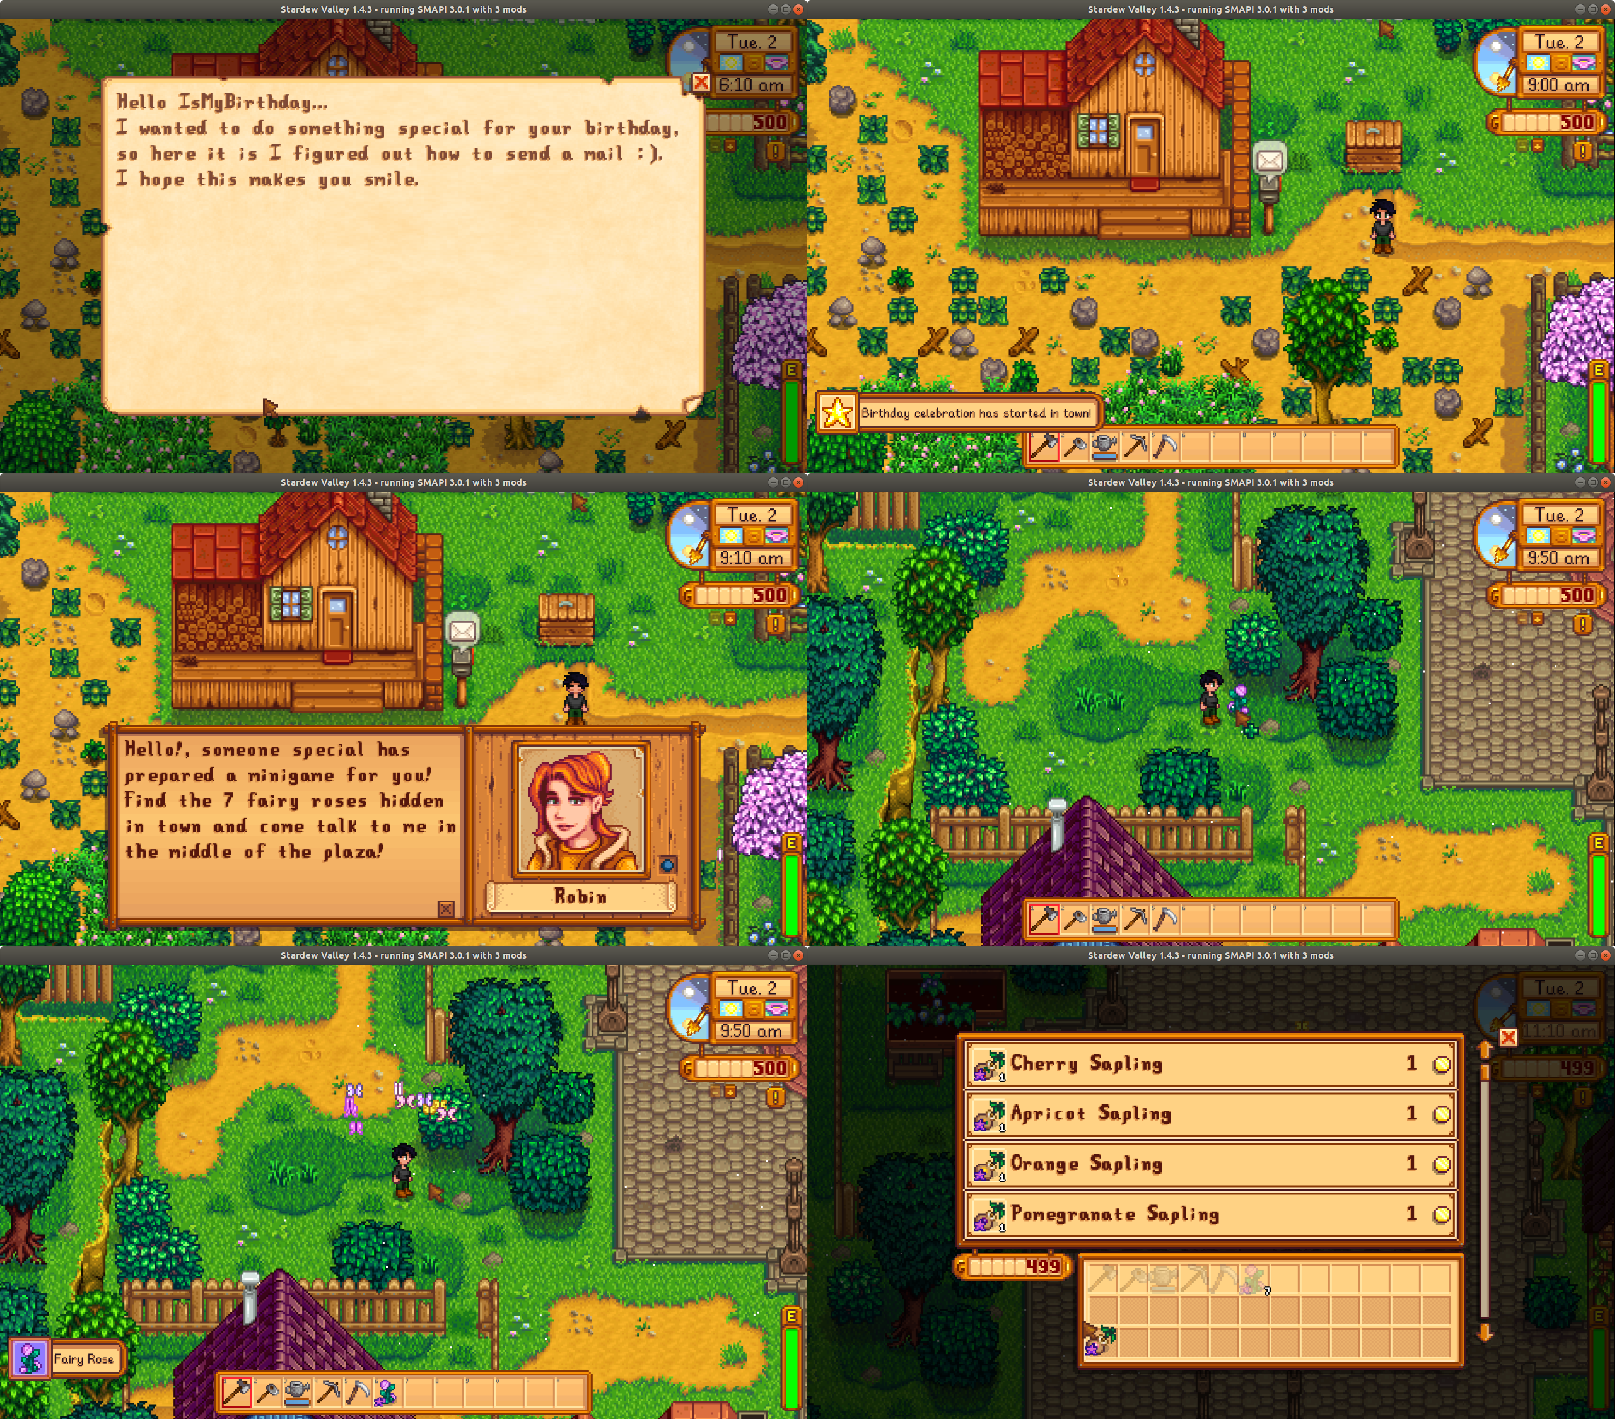 Stardew Valley 1.4.3 - running SMAPI 3.0.1 with 3 mods
Tue. 2
6:10 am
500
Hello IsMyBirthday...
I wanted to do something special for your birthday,
so here it is I figured out how to send a mail :).
I hope this makes you smile.
E
Stardew Valley 1.4.3 - running SMAPI 3.0.1 with 3 mods
Tue. 2
9:00 am
G 500
Birthday celebration has started in town!
E
Stardew Valley 1.4.3 - running SMAPI 3.0.1 with 3 mods
Tue. 2
9:10 am
G 500
Hello!, someone special has
prepared a minigame for you!
Find the 7 fairy roses hidden
in town and come talk to me in
the middle of the plaza!
Robin
E
Stardew Valley 1.4.3 - running SMAPI 3.0.1 with 3 mods
Tue. 2
9:50 am
G 500
E
Stardew Valley 1.4.3 - running SMAPI 3.0.1 with 3 mods
Tue. 2
9:50 am
G 500
Fairy Rose
E
Stardew Valley 1.4.3 - running SMAPI 3.0.1 with 3 mods
Tue. 2
11:10 am
499
Cherry Sapling 1
1
Apricot Sapling 1
1
Orange Sapling 1
1
Pomegranate Sapling 1
1
G 499
7